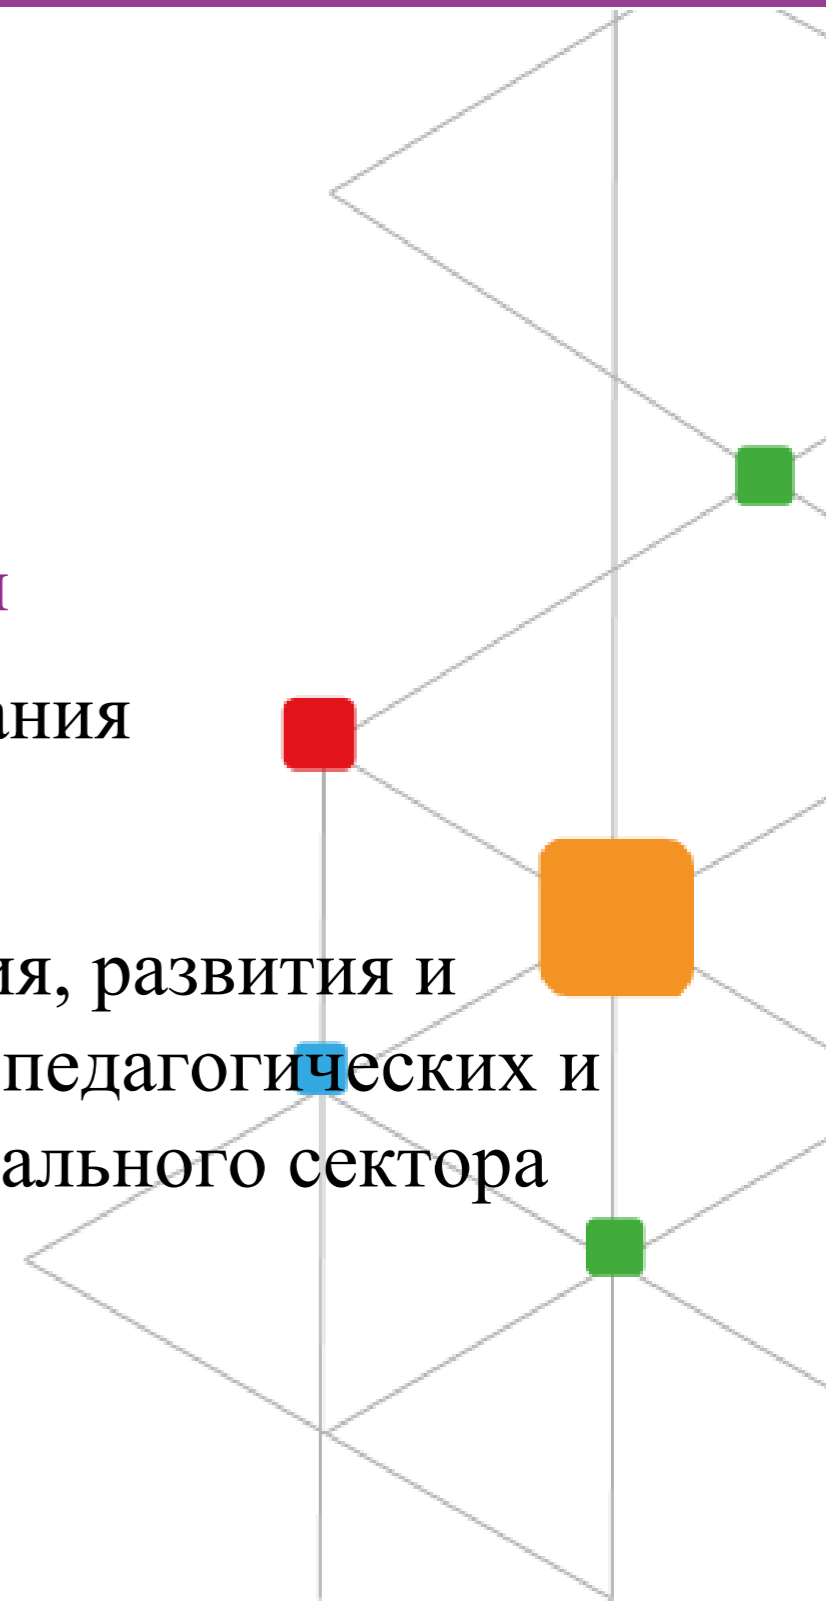 ания
ия, развития и
педагогических и
ального сектора